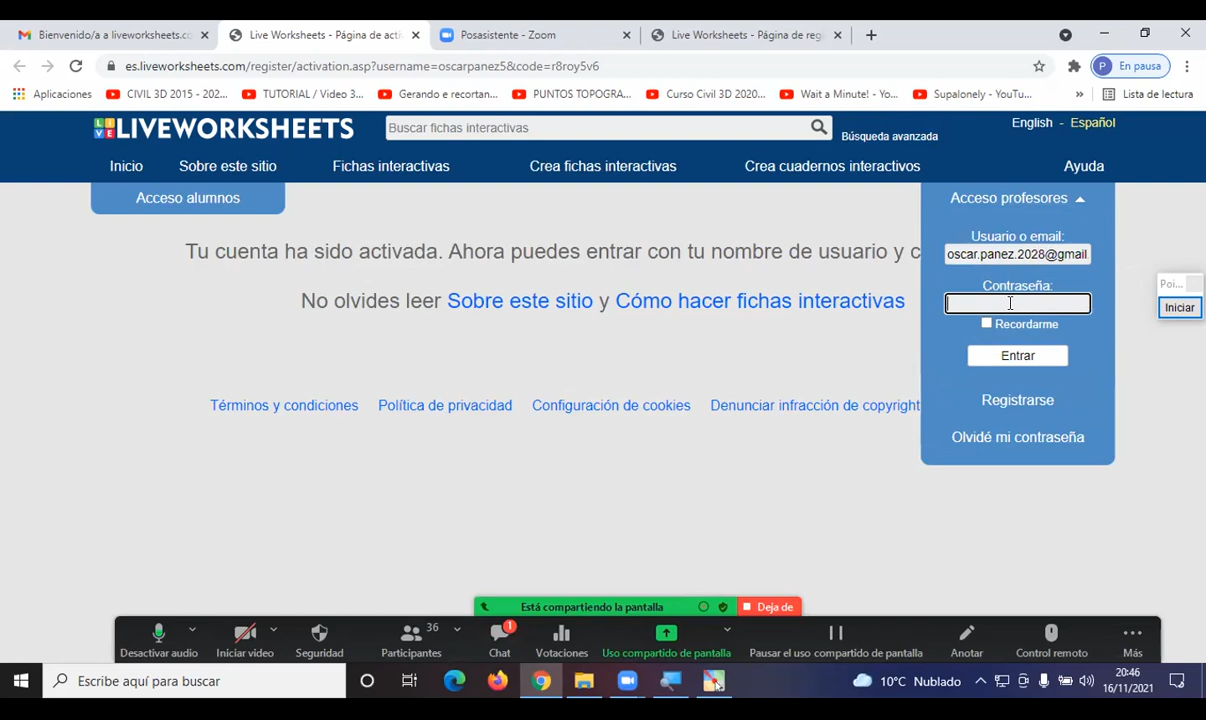 Bienvenido/a a liveworksheets.co
Live Worksheets - Página de acti
Posasistente - Zoom
Live Worksheets - Página de regi
es.liveworksheets.com/register/activation.asp?username=oscarpanez5&code=r8roy5v6
P En pausa
Aplicaciones
CIVIL 3D 2015 - 202...
TUTORIAL / Video 3...
Gerando e recortan...
PUNTOS TOPOGRA...
Curso Civil 3D 2020...
Wait a Minute! - Yo...
Supalonely - YouTu...
»
Lista de lectura
LIVE LIVEWORKSHEETS
Buscar fichas interactivas
Búsqueda avanzada
English - Español
Inicio
Sobre este sitio
Fichas interactivas
Crea fichas interactivas
Crea cuadernos interactivos
Ayuda
Acceso alumnos
Acceso profesores
Tu cuenta ha sido activada. Ahora puedes entrar con tu nombre de usuario y c
No olvides leer Sobre este sitio y Cómo hacer fichas interactivas
Usuario o email:
oscar.panez.2028@gmail.
Contraseña:
Recordarme
Entrar
Registrarse
Olvidé mi contraseña
Poi...
Iniciar
Términos y condiciones
Política de privacidad
Configuración de cookies
Denunciar infracción de copyright
Está compartiendo la pantalla
Deja de
Desactivar audio
Iniciar video
Seguridad
36
Participantes
1
Chat
Votaciones
Uso compartido de pantalla
Pausar el uso compartido de pantalla
Anotar
Control remoto
Más
Escribe aquí para buscar
10°C Nublado
20:46
16/11/2021